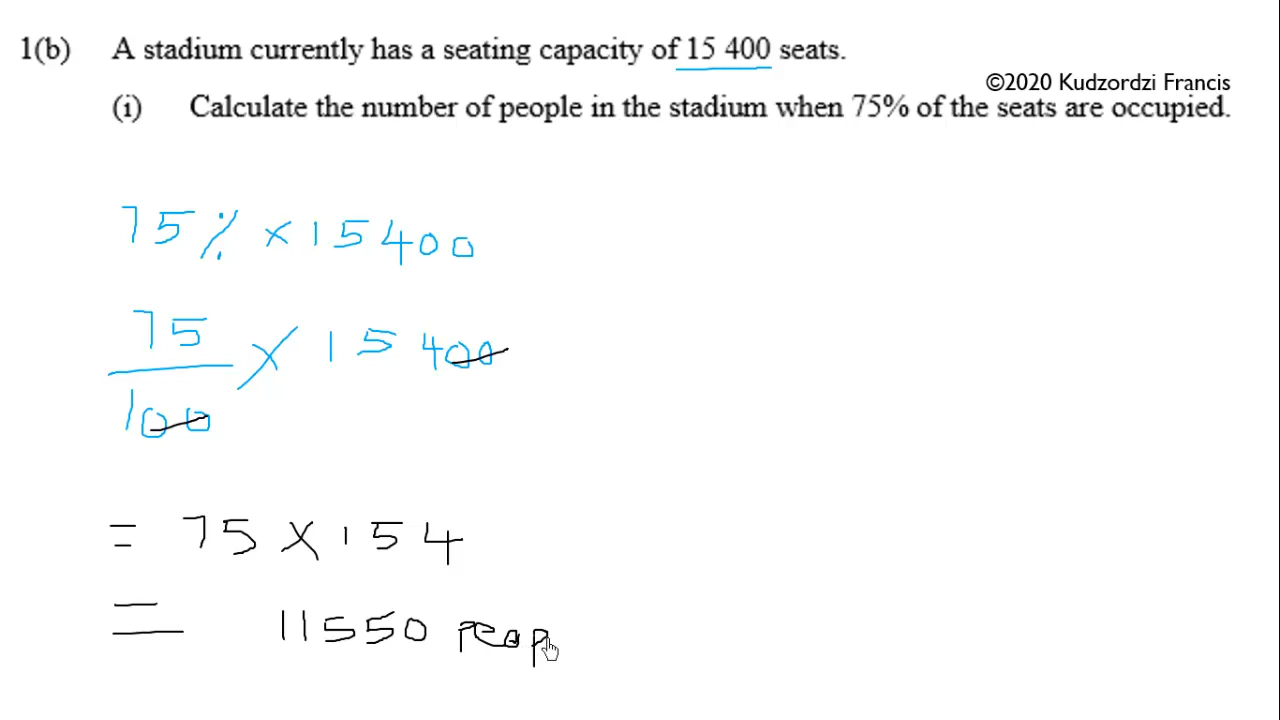 1(b) A stadium currently has a seating capacity of 15 400 seats.
©2020 Kudzordzi Francis
(i) Calculate the number of people in the stadium when 75% of the seats are occupied.
75% × 15400
75
100 × 15400
= 75 × 154
= 11550 peop